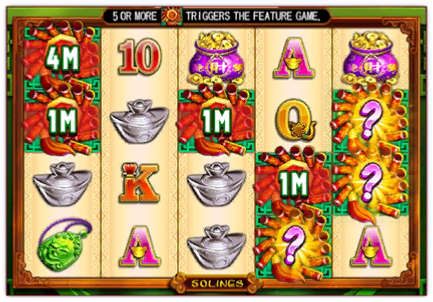 5 OR MORE TRIGGERS THE FEATURE GAME.
4M 10 A
1M 1M Q ?
K 1M ?
A ?
50LINES